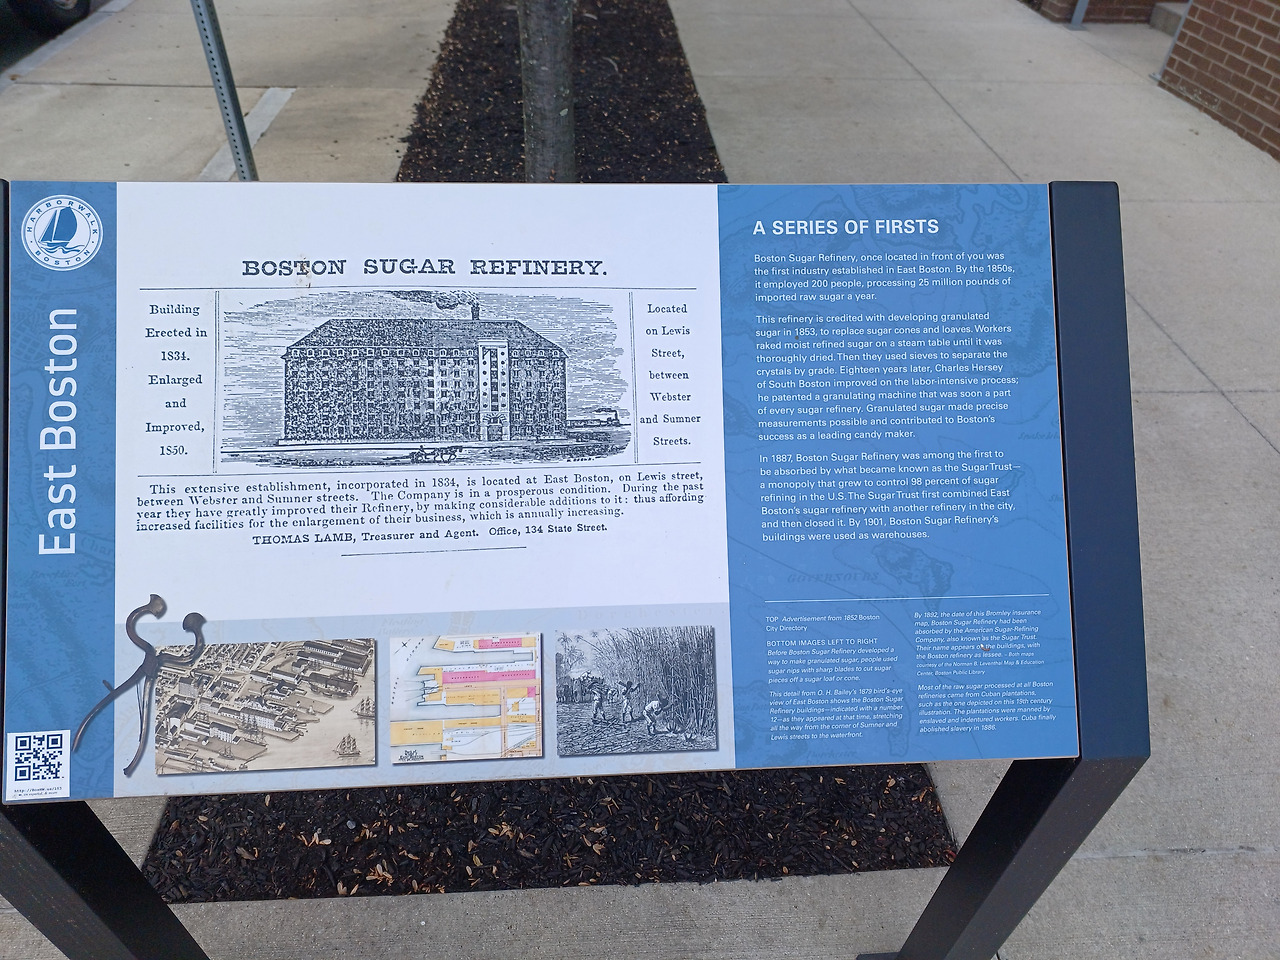 HARBORWALK
BOSTON
East Boston
http://BosHW.us/103
BOSTON SUGAR REFINERY.
Building
Erected in
1834.
Enlarged
and
Improved,
1850.
Located
on Lewis
Street,
between
Webster
and Sumner
Streets.
This extensive establishment, incorporated in 1834, is located at East Boston, on Lewis street,
between Webster and Sumner streets. The Company is in a prosperous condition. During the past
year they have greatly improved their Refinery, by making considerable additions to it: thus affording
increased facilities for the enlargement of their business, which is annually increasing.
THOMAS LAMB, Treasurer and Agent. Office, 134 State Street.
A SERIES OF FIRSTS
Boston Sugar Refinery, once located in front of you was
the first industry established in East Boston. By the 1850s,
it employed 200 people, processing 25 million pounds of
imported raw sugar a year.
This refinery is credited with developing granulated
sugar in 1853, to replace sugar cones and loaves. Workers
raked moist refined sugar on a steam table until it was
thoroughly dried. Then they used sieves to separate the
crystals by grade. Eighteen years later, Charles Hersey
of South Boston improved on the labor-intensive process;
he patented a granulating machine that was soon a part
of every sugar refinery. Granulated sugar made precise
measurements possible and contributed to Boston's
success as a leading candy maker.
In 1887, Boston Sugar Refinery was among the first to
be absorbed by what became known as the Sugar Trust—
a monopoly that grew to control 98 percent of sugar
refining in the U.S. The Sugar Trust first combined East
Boston's sugar refinery with another refinery in the city,
and then closed it. By 1901, Boston Sugar Refinery's
buildings were used as warehouses.
GOVERNOURS
TOP Advertisement from 1852 Boston
City Directory
BOTTOM IMAGES LEFT TO RIGHT
Before Boston Sugar Refinery developed a
way to make granulated sugar, people used
sugar nips with sharp blades to cut sugar
pieces off a sugar loaf or cone.
This detail from O. H. Bailey's 1879 bird's-eye
view of East Boston shows the Boston Sugar
Refinery buildings—indicated with a number
12—as they appeared at that time, stretching
all the way from the corner of Sumner and
Lewis streets to the waterfront.
By 1892, the date of this Bromley insurance
map, Boston Sugar Refinery had been
absorbed by the American Sugar-Refining
Company, also known as the Sugar Trust.
Their name appears on the buildings, with
the Boston refinery as lessee. – Both maps
courtesy of the Norman B. Leventhal Map & Education
Center, Boston Public Library
Most of the raw sugar processed at all Boston
refineries came from Cuban plantations,
such as the one depicted on this 19th century
illustration. The plantations were manned by
enslaved and indentured workers. Cuba finally
abolished slavery in 1886.